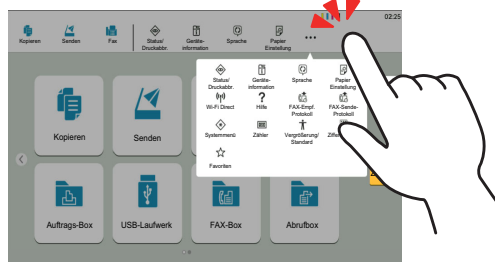 02:25
Kopieren
Senden
Fax
Status/
Druckabbr.
Geräte-
information
Sprache
Papier
Einstellung
Status/
Druckabbr.
Geräte-
information
Sprache
Papier
Einstellung
Wi-Fi Direct
Hilfe
FAX-Empf.
Protokoll
FAX-Sende-
Protokoll
Systemmenü
Zähler
Vergrößerung/
Standard
Favoriten
Kopieren
Senden
Auftrags-Box
USB-Laufwerk
FAX-Box
Abrufbox